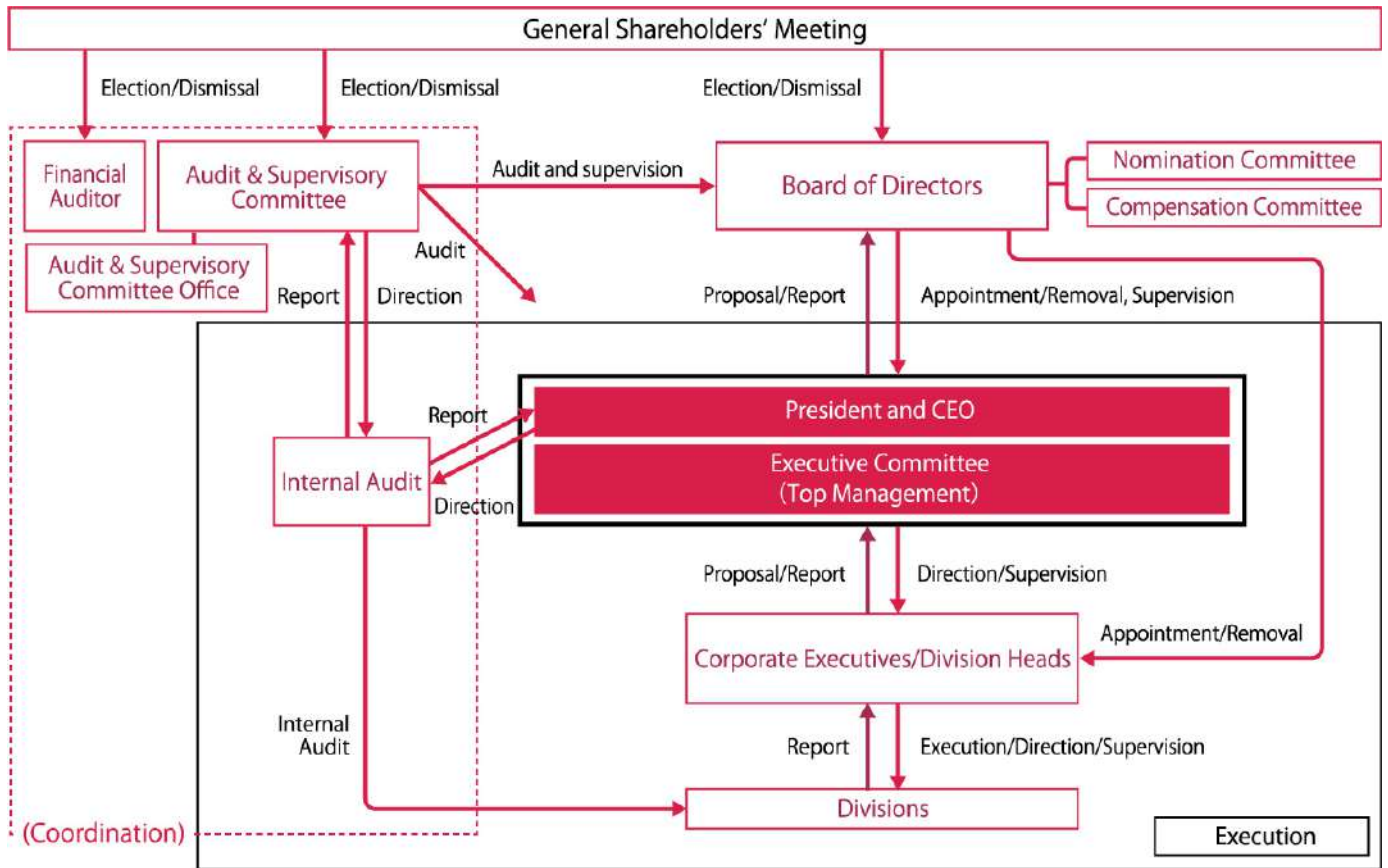 General Shareholders' Meeting
Election/Dismissal
Election/Dismissal
Election/Dismissal
Financial
Auditor
Audit & Supervisory
Committee
Audit and supervision
Board of Directors
Nomination Committee
Compensation Committee
Audit & Supervisory
Committee Office
Audit
Report
Direction
Proposal/Report
Appointment/Removal, Supervision
Report
President and CEO
Internal Audit
Executive Committee
(Top Management)
Direction
Proposal/Report
Direction/Supervision
Corporate Executives/Division Heads
Appointment/Removal
Internal
Audit
Report
Execution/Direction/Supervision
Divisions
(Coordination)
Execution